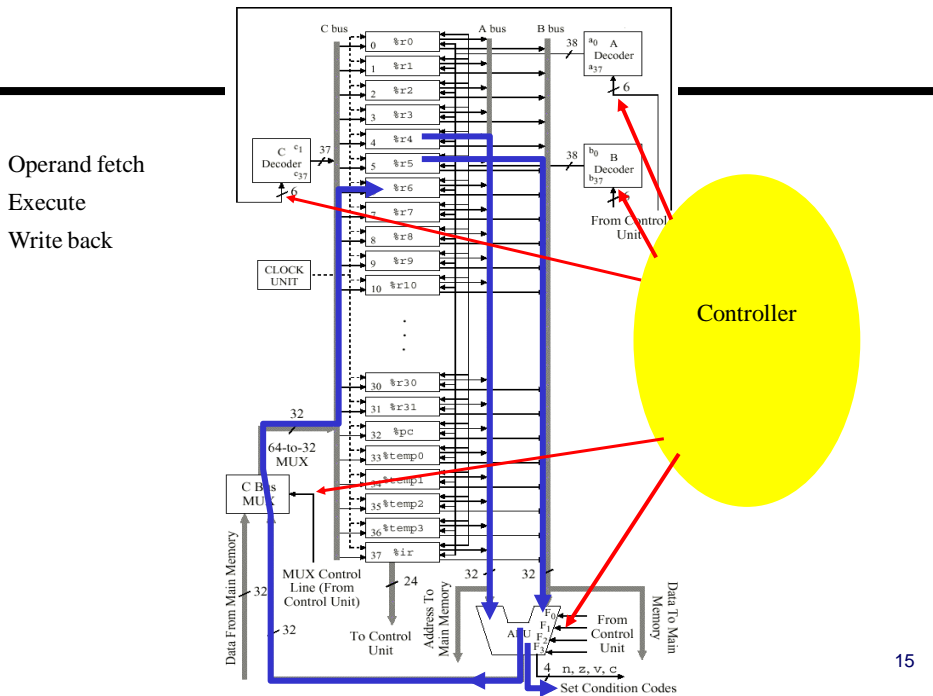 C bus
A bus
B bus
0 %r0
1 %r1
2 %r2
3 %r3
4 %r4
5 %r5
%r6
7 %r7
8 %r8
9 %r9
10 %r10
30 %r30
31 %r31
32 %pc
33 %temp0
34 %temp1
35 %temp2
36 %temp3
37 %ir
38
a0 A
Decoder
a37
6
38
b0 B
Decoder
b37
6
From Control
Unit
C c1
Decoder
c37
37
6
Operand fetch
Execute
Write back
CLOCK
UNIT
Controller
32
64-to-32
MUX
C Bus
MUX
Data From Main Memory
32
32
MUX Control
Line (From
Control Unit)
24
To Control
Unit
32
32
Address To
Main Memory
Data To Main
Memory
ALU
F0
F1
F2
F3
From
Control
Unit
4 n, z, v, c
Set Condition Codes
15